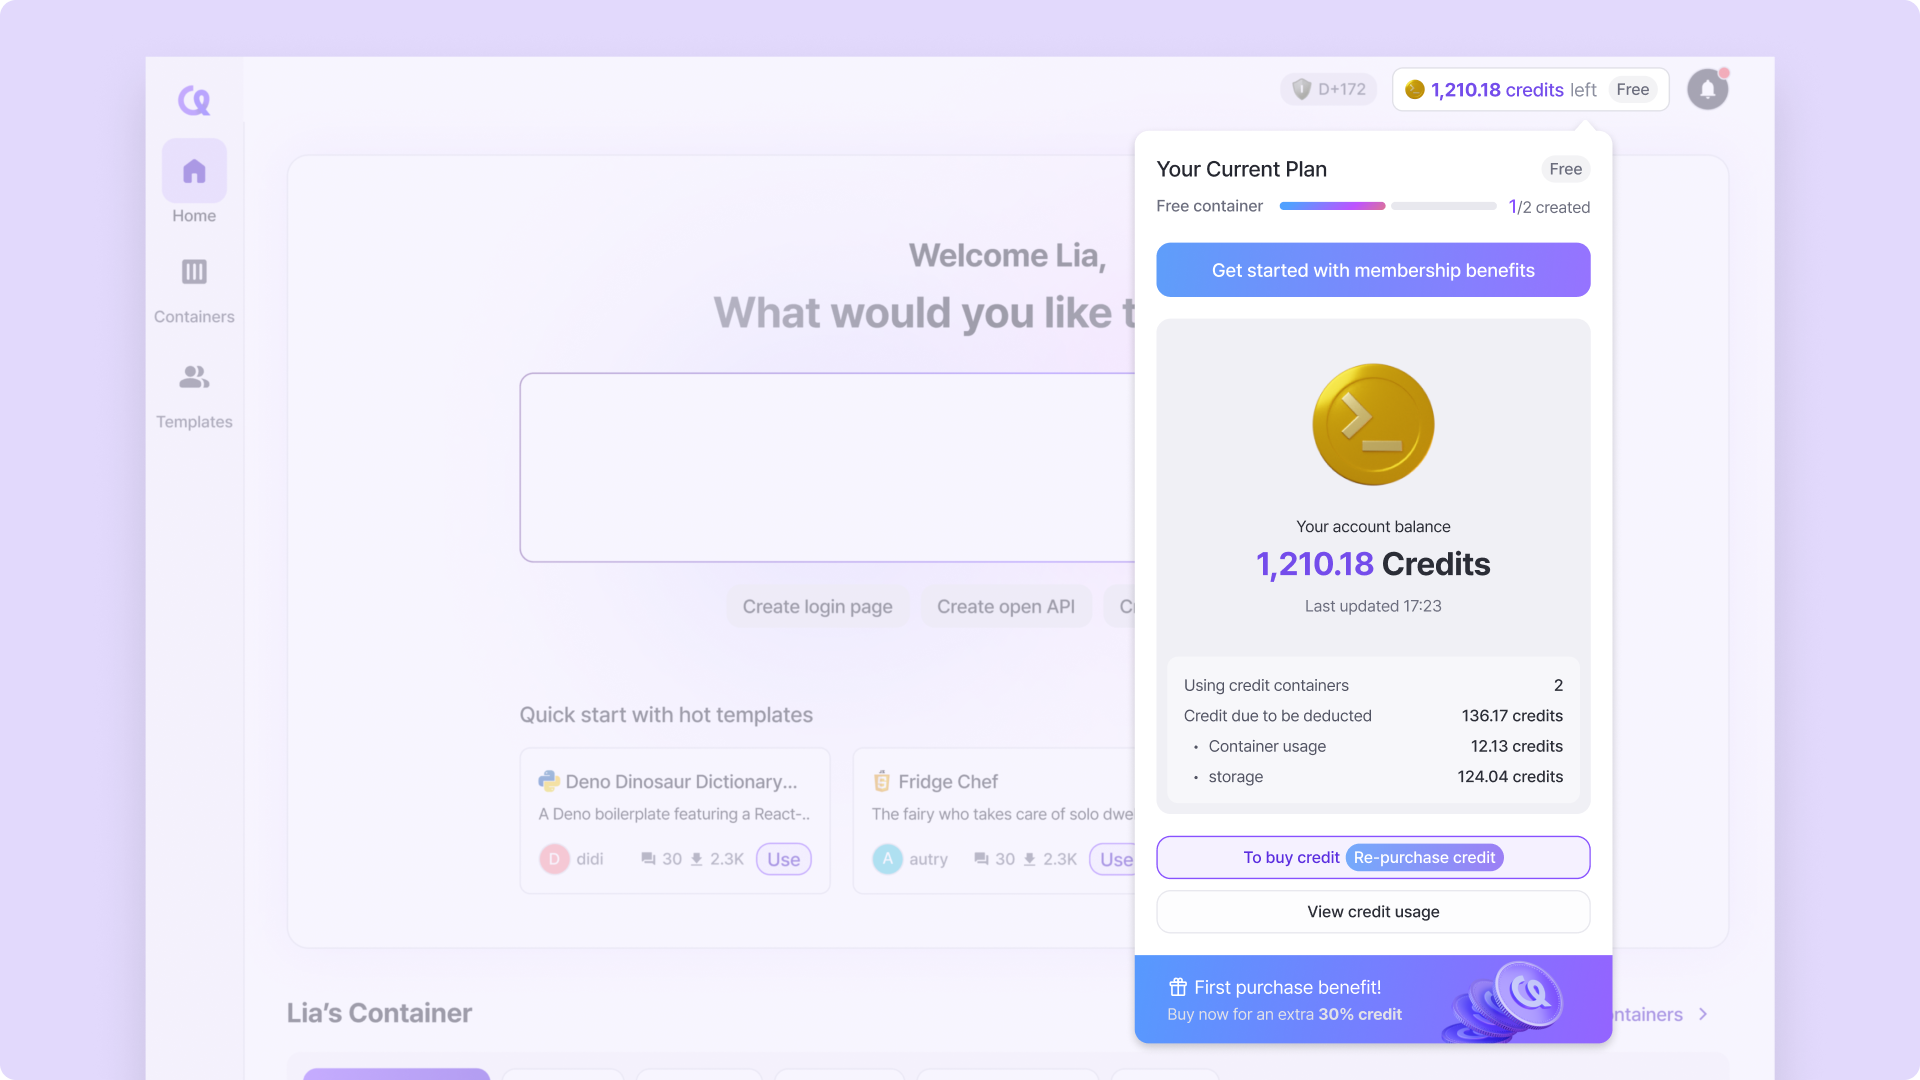 D+172
1,210.18 credits left Free
Home
Containers
Templates
Welcome Lia,
What would you like t
Create login page
Create open API
Quick start with hot templates
Deno Dinosaur Dictionary...
A Deno boilerplate featuring a React-..
D didi 30 2.3K Use
Fridge Chef
The fairy who takes care of solo dwe
A autry 30 2.3K Use
Lia's Container
ntainers
Your Current Plan Free
Free container 1/2 created
Get started with membership benefits
Your account balance
1,210.18 Credits
Last updated 17:23
Using credit containers 2
Credit due to be deducted 136.17 credits
• Container usage 12.13 credits
• storage 124.04 credits
To buy credit Re-purchase credit
View credit usage
First purchase benefit!
Buy now for an extra 30% credit